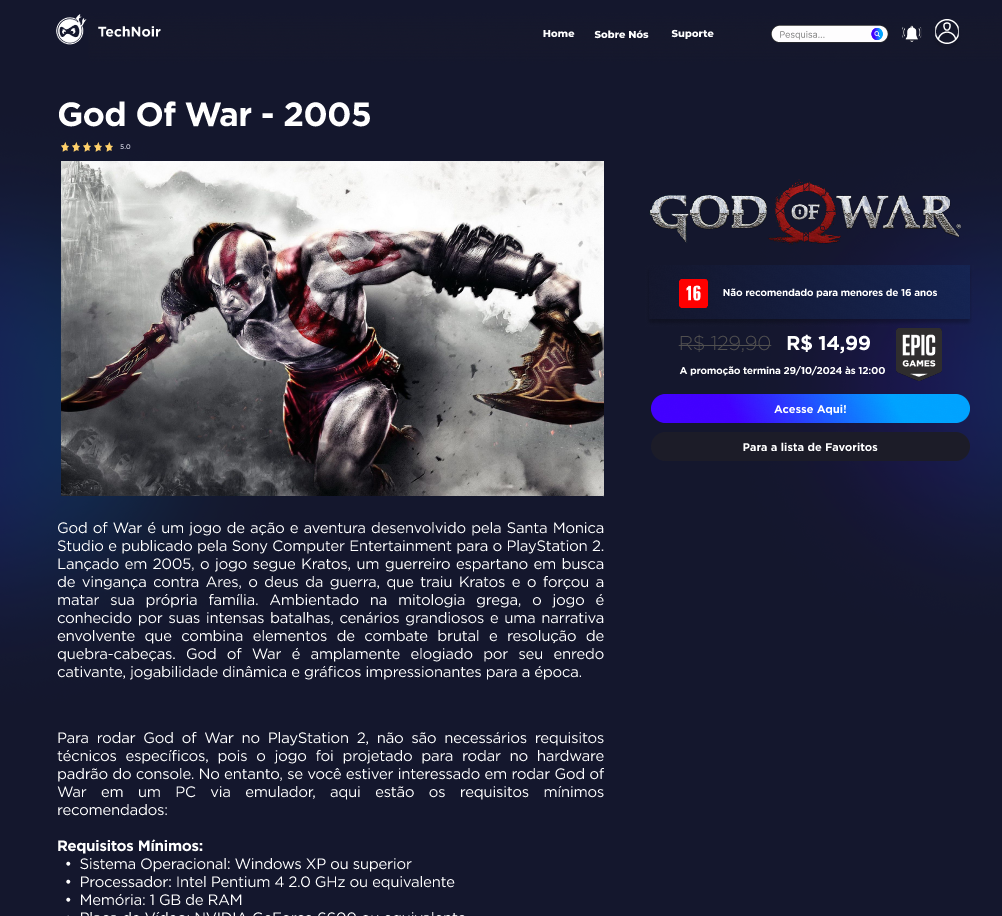 TechNoir
Home
Sobre Nós
Suporte
Pesquisa...
God Of War - 2005
5.0
GOD OF WAR
16
Não recomendado para menores de 16 anos
R$ 129,90
R$ 14,99
EPIC
GAMES
A promoção termina 29/10/2024 às 12:00
Acesse Aqui!
Para a lista de Favoritos
God of War é um jogo de ação e aventura desenvolvido pela Santa Monica
Studio e publicado pela Sony Computer Entertainment para o PlayStation 2.
Lançado em 2005, o jogo segue Kratos, um guerreiro espartano em busca
de vingança contra Ares, o deus da guerra, que traiu Kratos e o forçou a
matar sua própria família. Ambientado na mitologia grega, o jogo é
conhecido por suas intensas batalhas, cenários grandiosos e uma narrativa
envolvente que combina elementos de combate brutal e resolução de
quebra-cabeças. God of War é amplamente elogiado por seu enredo
cativante, jogabilidade dinâmica e gráficos impressionantes para a época.
Para rodar God of War no PlayStation 2, não são necessários requisitos
técnicos específicos, pois o jogo foi projetado para rodar no hardware
padrão do console. No entanto, se você estiver interessado em rodar God of
War em um PC via emulador, aqui estão os requisitos mínimos
recomendados:
Requisitos Mínimos:
• Sistema Operacional: Windows XP ou superior
• Processador: Intel Pentium 4 2.0 GHz ou equivalente
• Memória: 1 GB de RAM
• Placa de Vídeo: NVIDIA GeForce 6600 ou equivalente